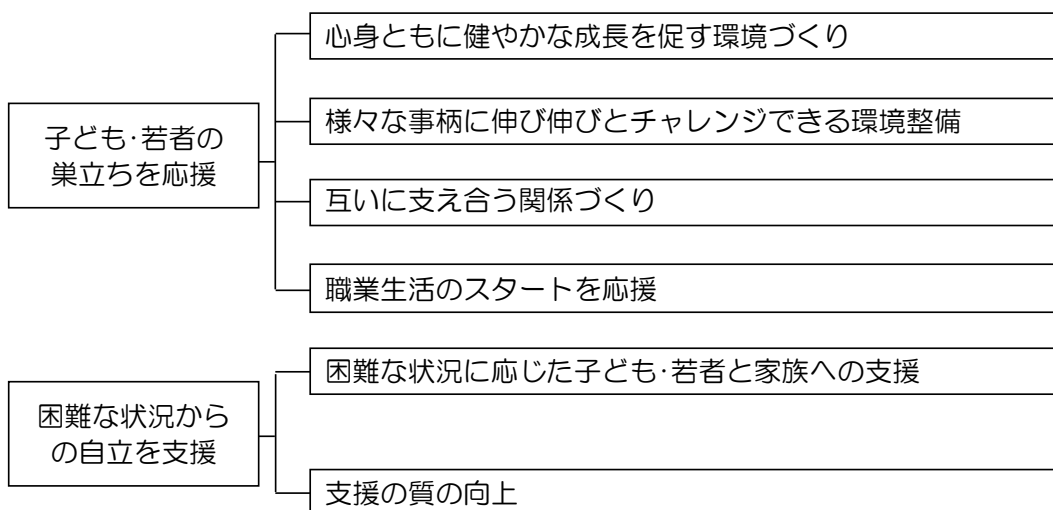 子ども・若者の
巣立ちを応援
心身ともに健やかな成長を促す環境づくり
様々な事柄に伸び伸びとチャレンジできる環境整備
互いに支え合う関係づくり
職業生活のスタートを応援
困難な状況から
の自立を支援
困難な状況に応じた子ども・若者と家族への支援
支援の質の向上